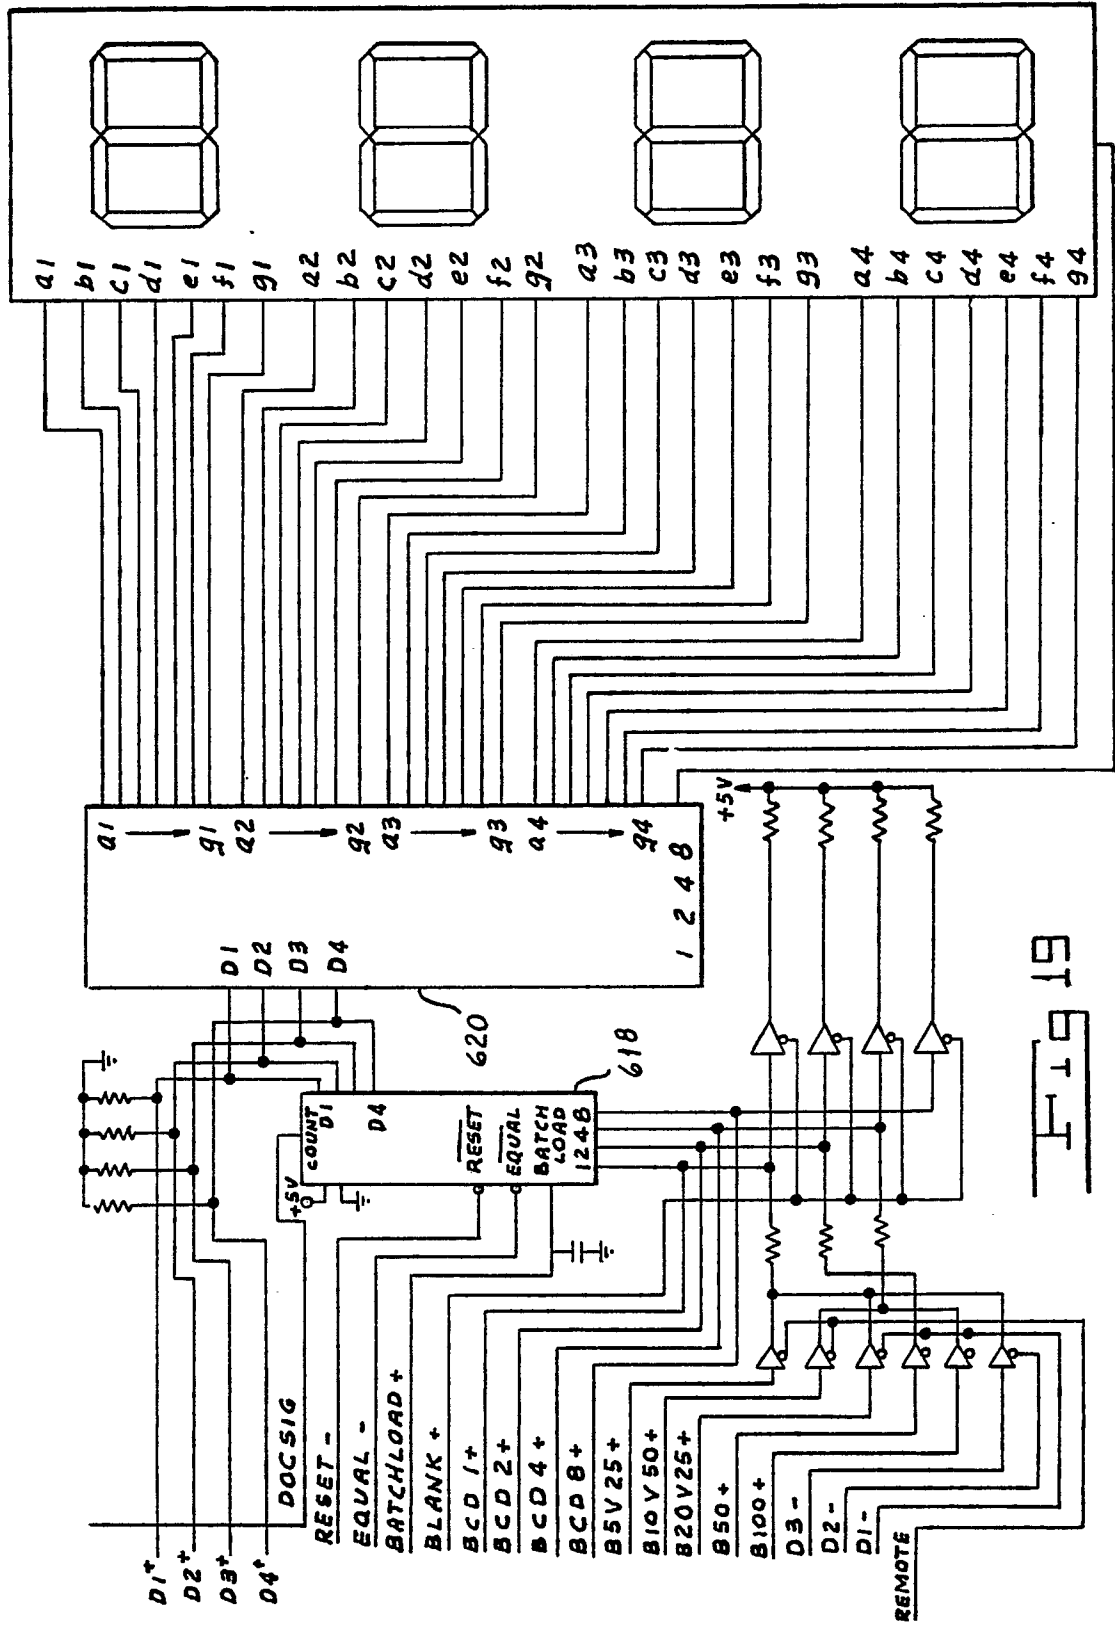 a1
b1
c1
d1
e1
f1
g1
a2
b2
c2
d2
e2
f2
g2
a3
b3
c3
d3
e3
f3
g3
a4
b4
c4
d4
e4
f4
g4
a1
g1
a2
g2
a3
g3
a4
g4
D1
D2
D3
D4
1 2 4 8
620
+5V
COUNT
D1
D4
RESET
EQUAL
BATCH
LOAD
1 2 4 8
618
+5V
D1+
D2+
D3+
D4+
DOCSIG
RESET -
EQUAL -
BATCHLOAD+
BLANK +
BCD 1+
BCD 2+
BCD 4+
BCD 8+
B5V25+
B10V50+
B20V25+
B50+
B100+
D3-
D2-
D1-
REMOTE
Fig 19